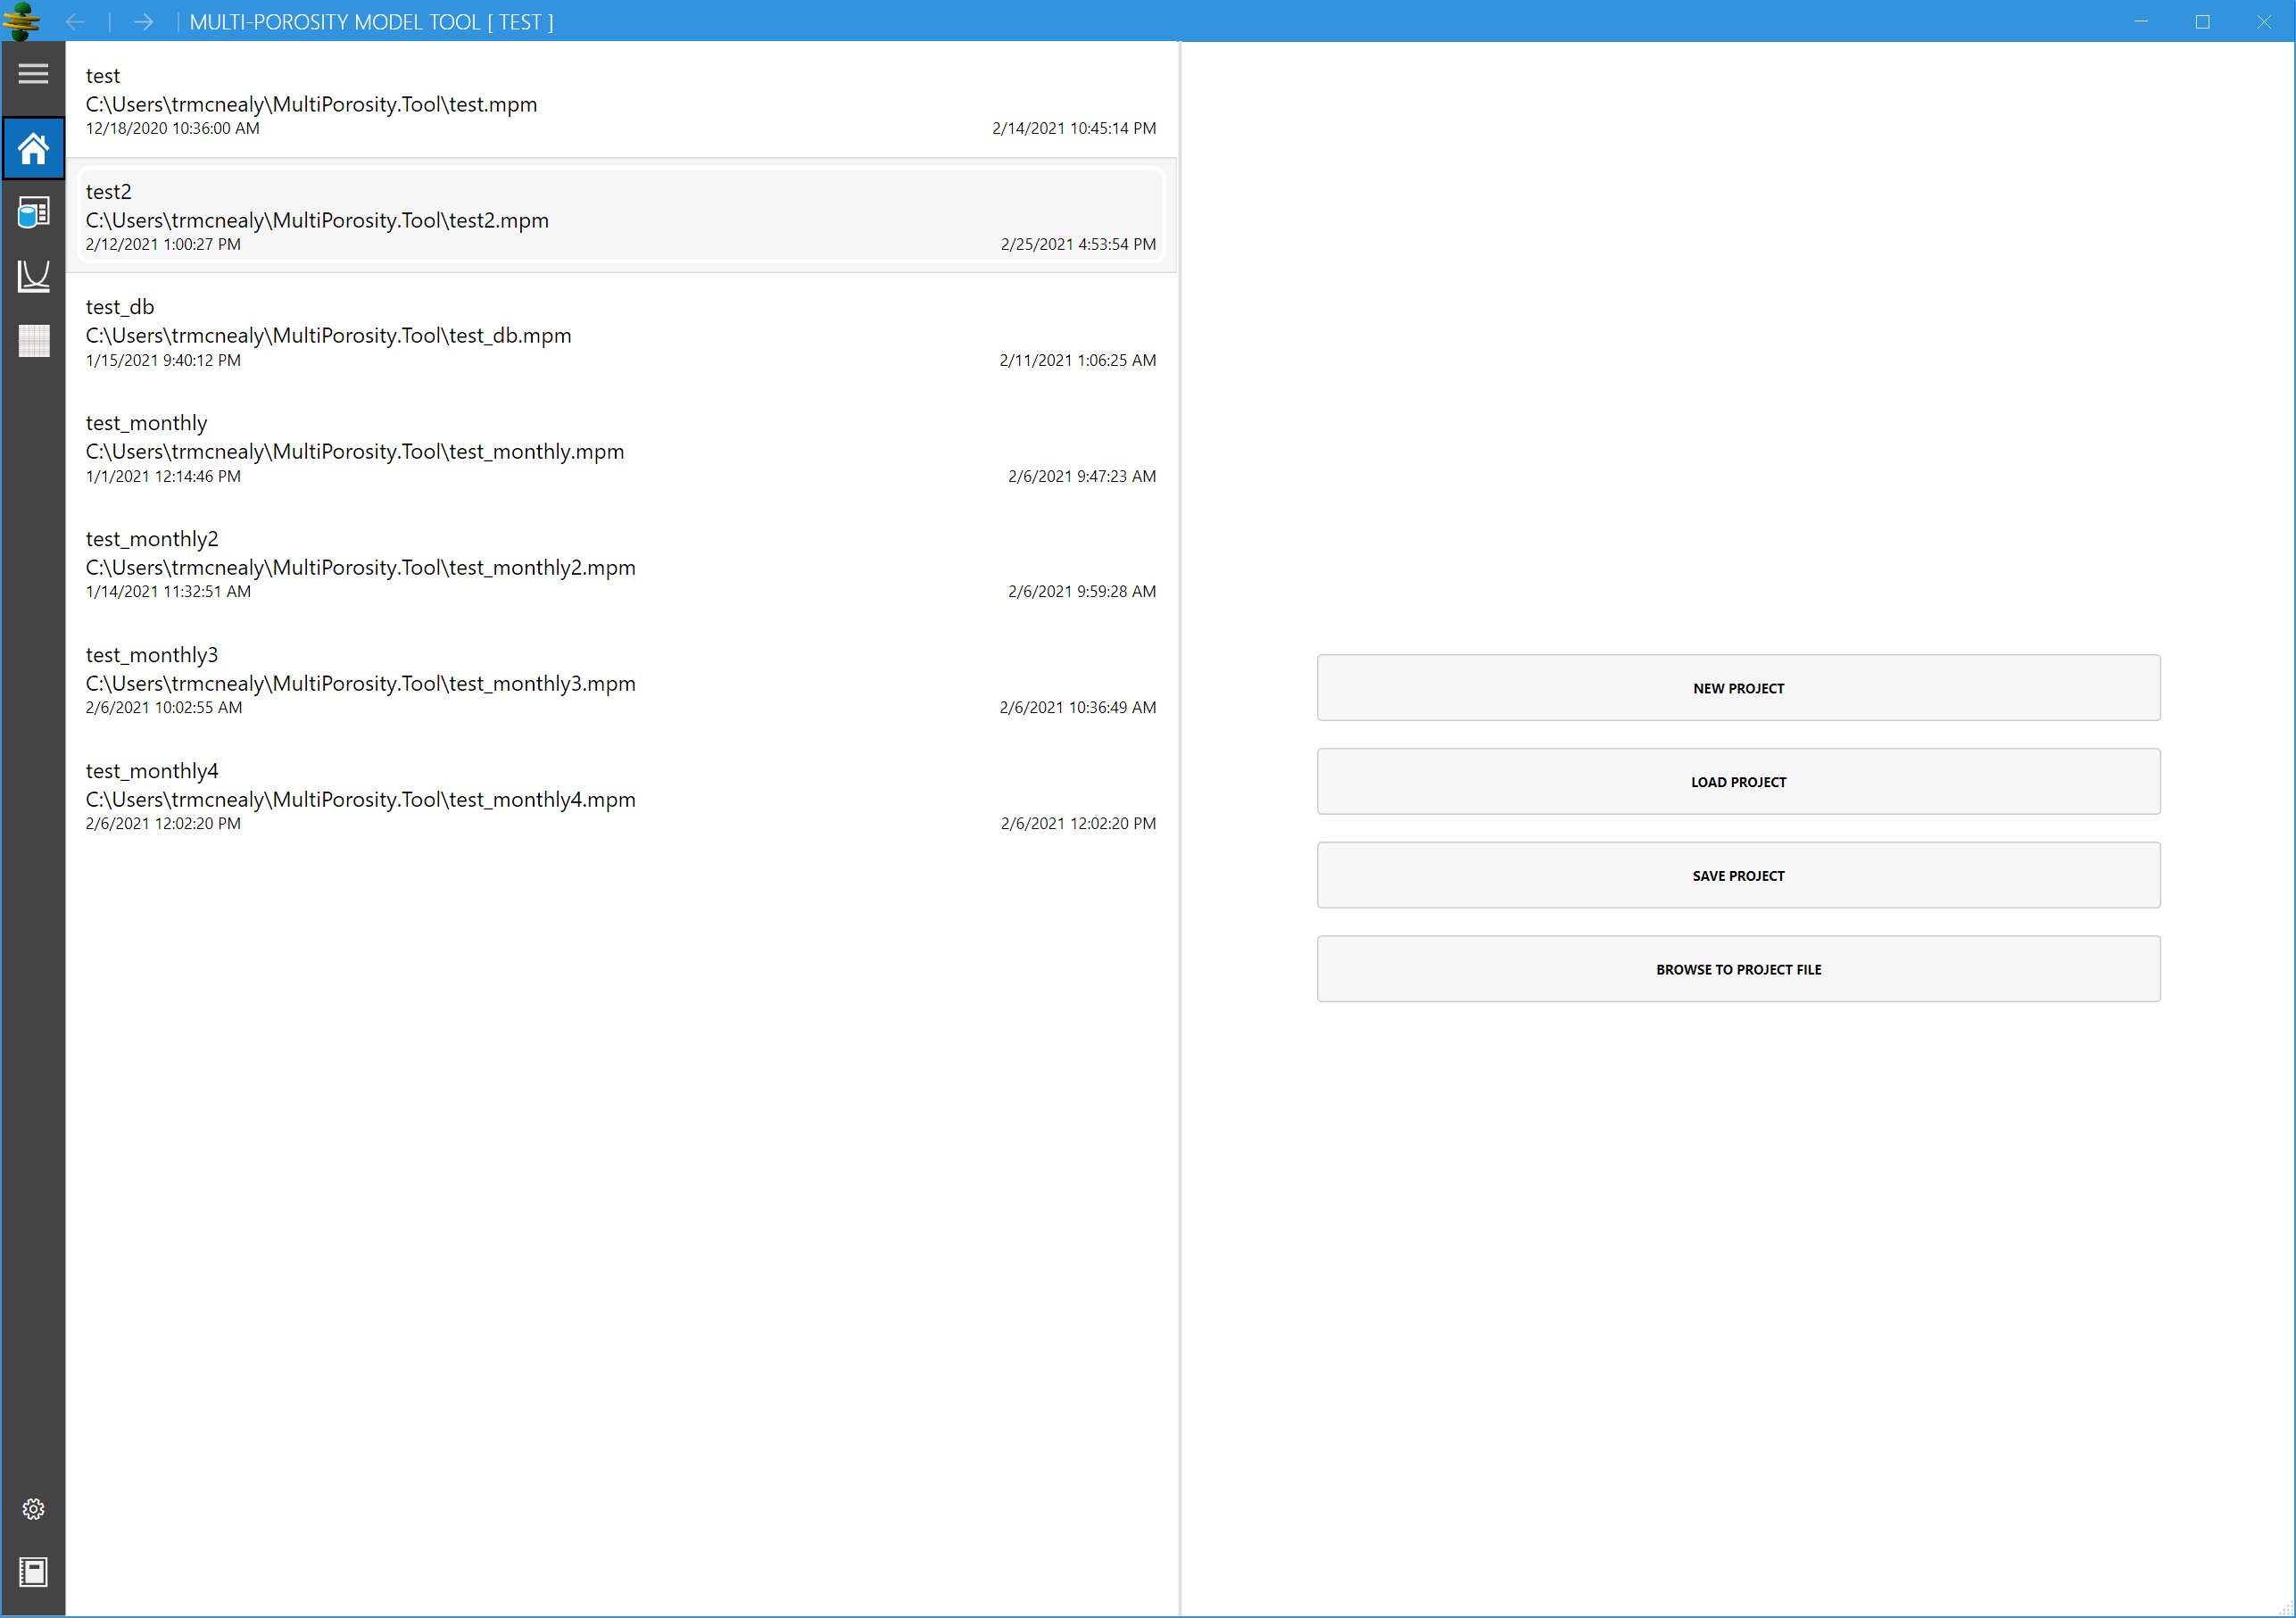 MULTI-POROSITY MODEL TOOL [ TEST ]
test
C:\Users\trmcnealy\MultiPorosity.Tool\test.mpm
12/18/2020 10:36:00 AM 2/14/2021 10:45:14 PM
test2
C:\Users\trmcnealy\MultiPorosity.Tool\test2.mpm
2/12/2021 1:00:27 PM 2/25/2021 4:53:54 PM
test_db
C:\Users\trmcnealy\MultiPorosity.Tool\test_db.mpm
1/15/2021 9:40:12 PM 2/11/2021 1:06:25 AM
test_monthly
C:\Users\trmcnealy\MultiPorosity.Tool\test_monthly.mpm
1/1/2021 12:14:46 PM 2/6/2021 9:47:23 AM
test_monthly2
C:\Users\trmcnealy\MultiPorosity.Tool\test_monthly2.mpm
1/14/2021 11:32:51 AM 2/6/2021 9:59:28 AM
test_monthly3
C:\Users\trmcnealy\MultiPorosity.Tool\test_monthly3.mpm
2/6/2021 10:02:55 AM 2/6/2021 10:36:49 AM
test_monthly4
C:\Users\trmcnealy\MultiPorosity.Tool\test_monthly4.mpm
2/6/2021 12:02:20 PM 2/6/2021 12:02:20 PM
NEW PROJECT
LOAD PROJECT
SAVE PROJECT
BROWSE TO PROJECT FILE